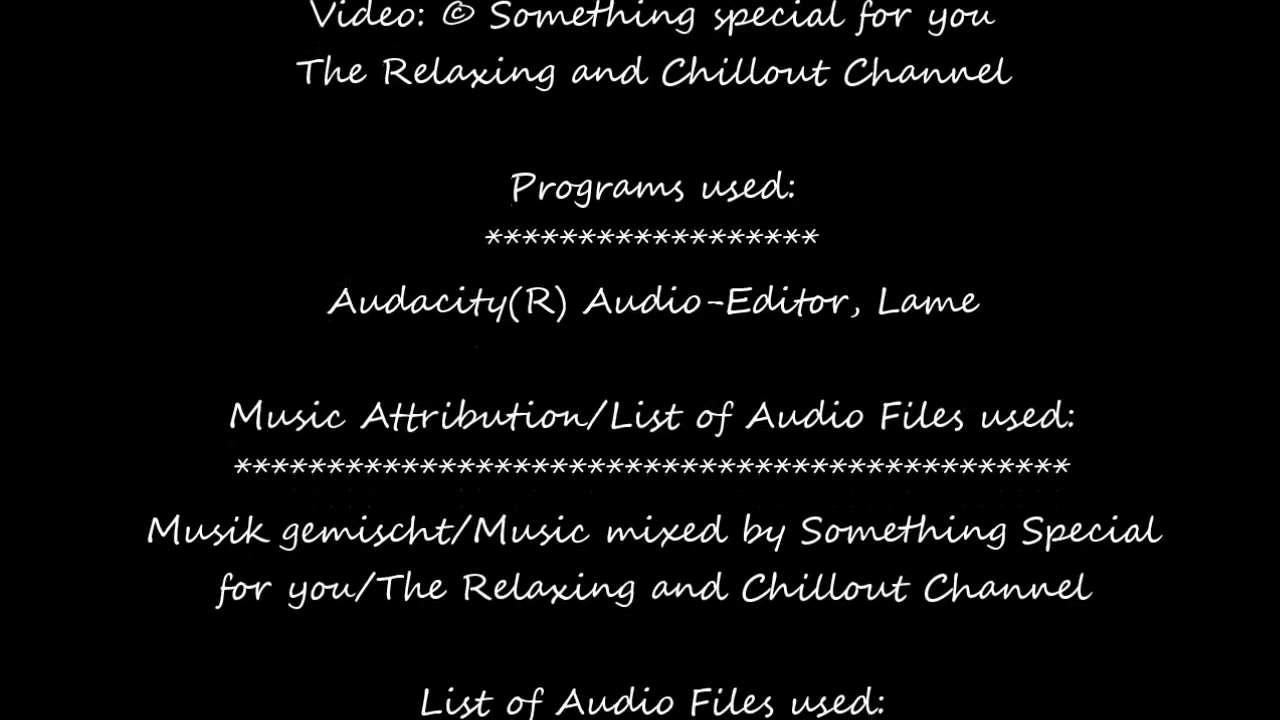 Video: © Something special for you
The Relaxing and Chillout Channel
Programs used:
******************
Audacity(R) Audio-Editor, Lame
Music Attribution/List of Audio Files used:
*********************************************
Musik gemischt/Music mixed by Something Special
for you/The Relaxing and Chillout Channel
List of Audio Files used: